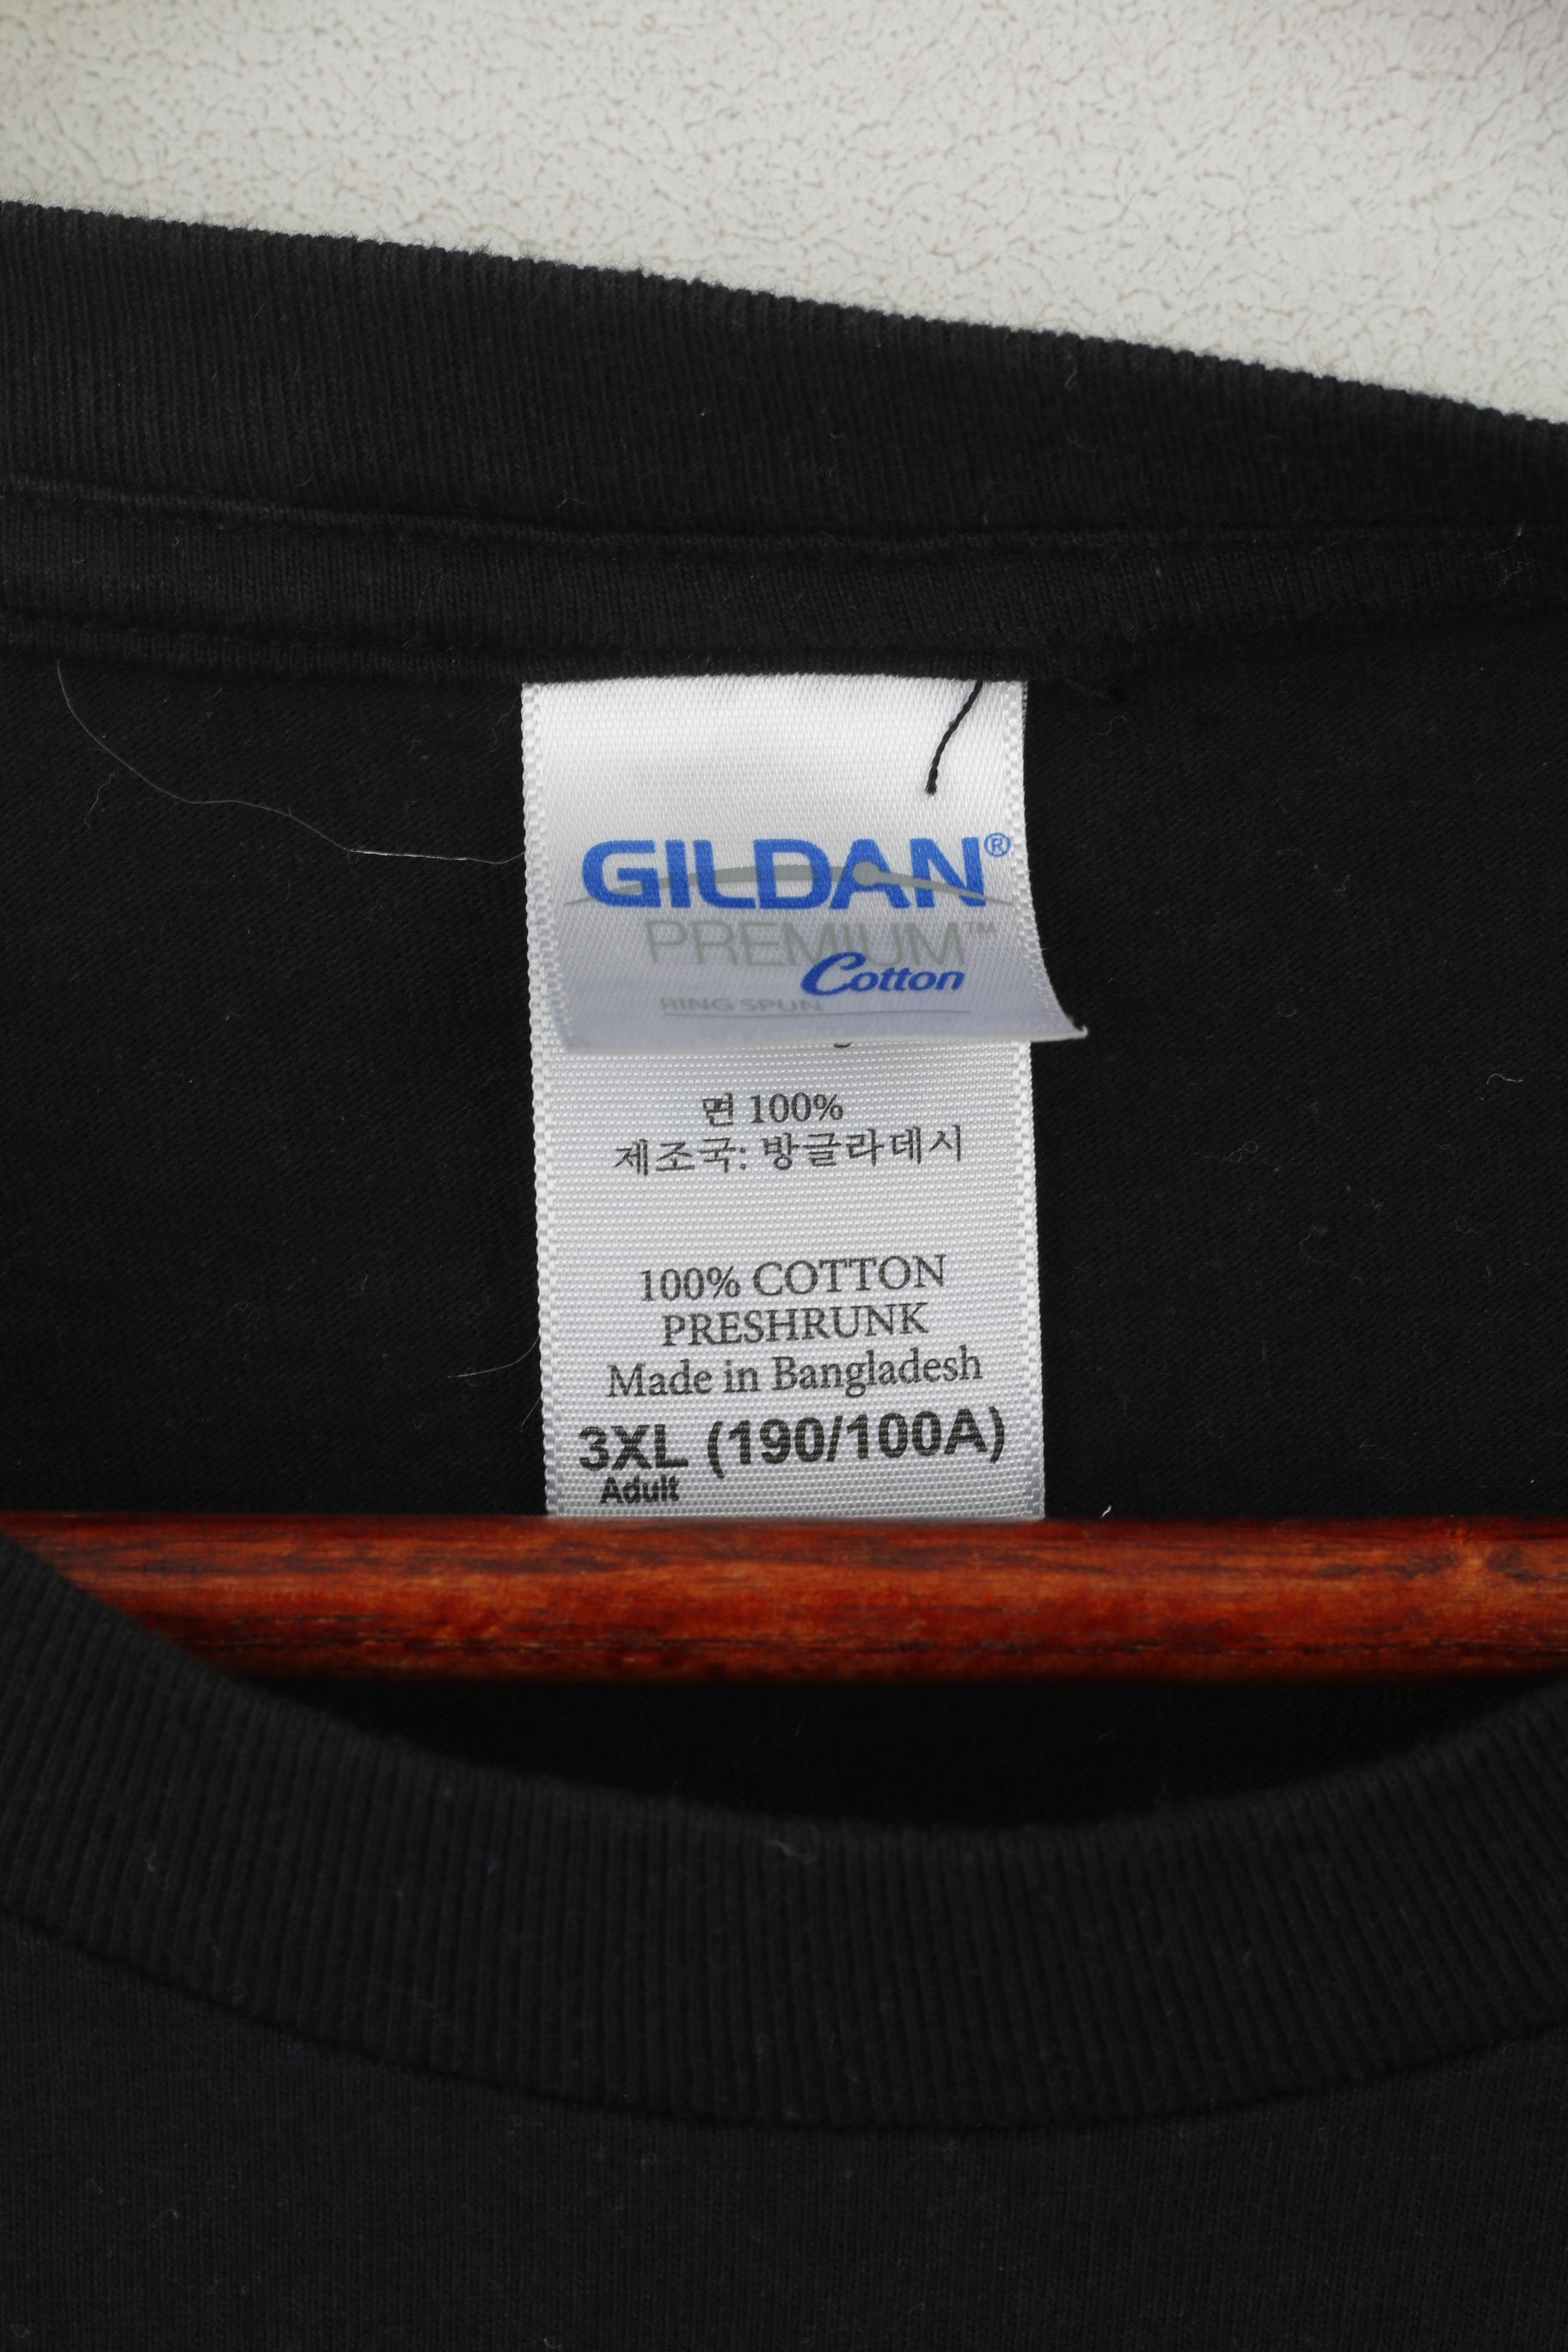 GILDAN®
PREMIUM™
Cotton
RING SPUN
면 100%
제조국: 방글라데시
100% COTTON
PRESHRUNK
Made in Bangladesh
3XL (190/100A)
Adult